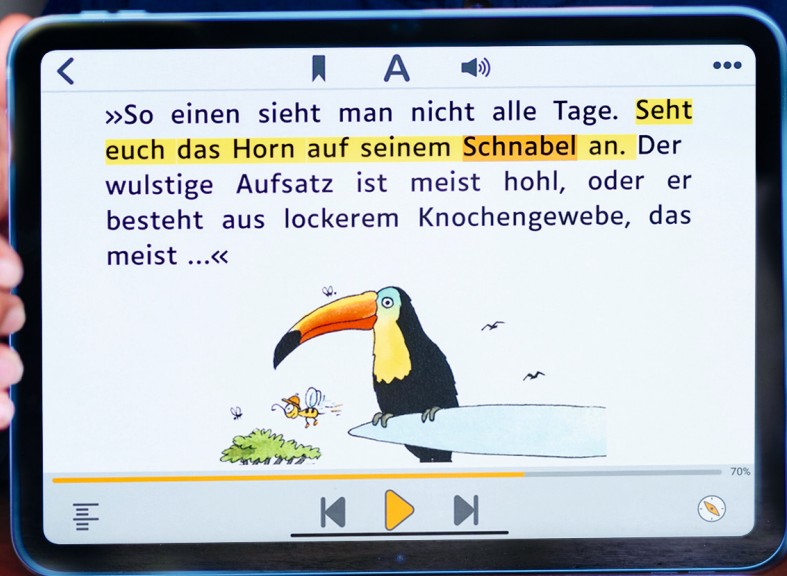 A
»So einen sieht man nicht alle Tage. Seht
euch das Horn auf seinem Schnabel an. Der
wulstige Aufsatz ist meist hohl, oder er
besteht aus lockerem Knochengewebe, das
meist ...«
70%